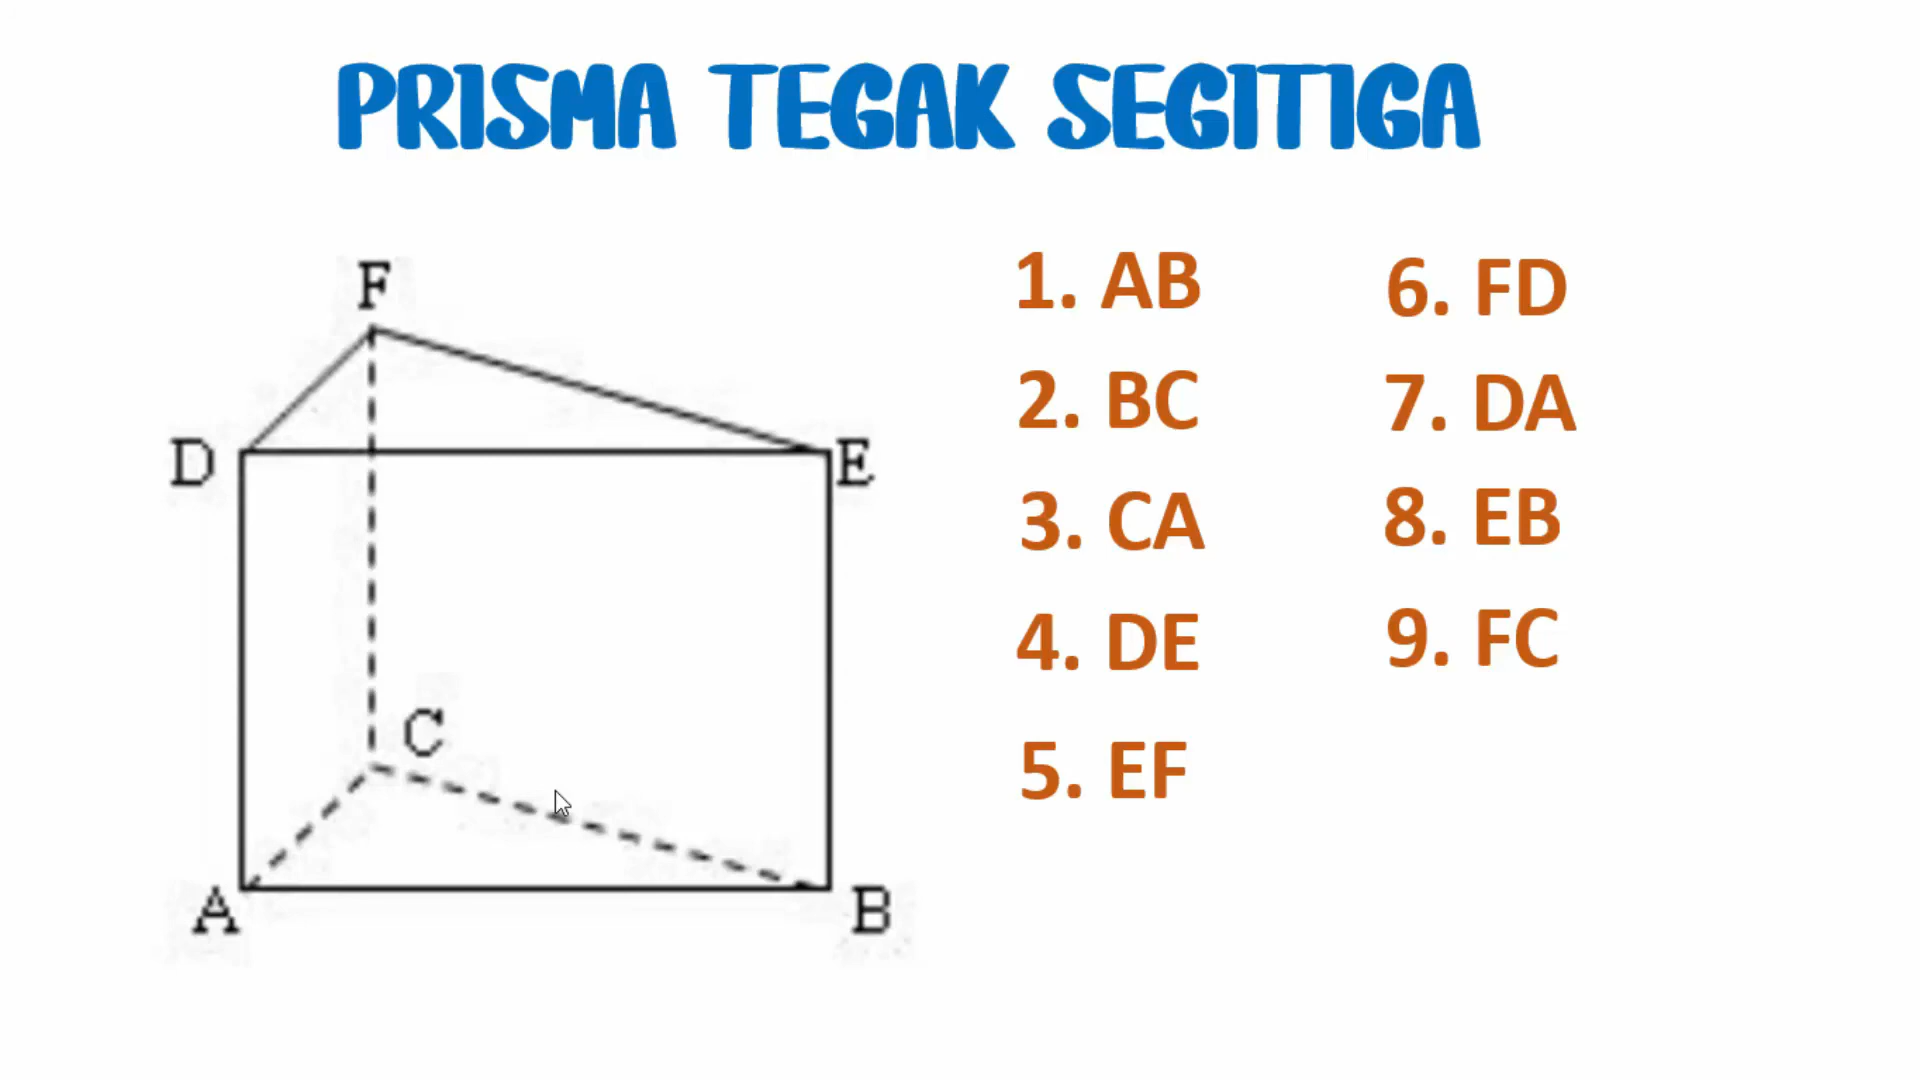 PRISMA TEGAK SEGITIGA
F
D
E
C
A
B
1. AB
2. BC
3. CA
4. DE
5. EF
6. FD
7. DA
8. EB
9. FC